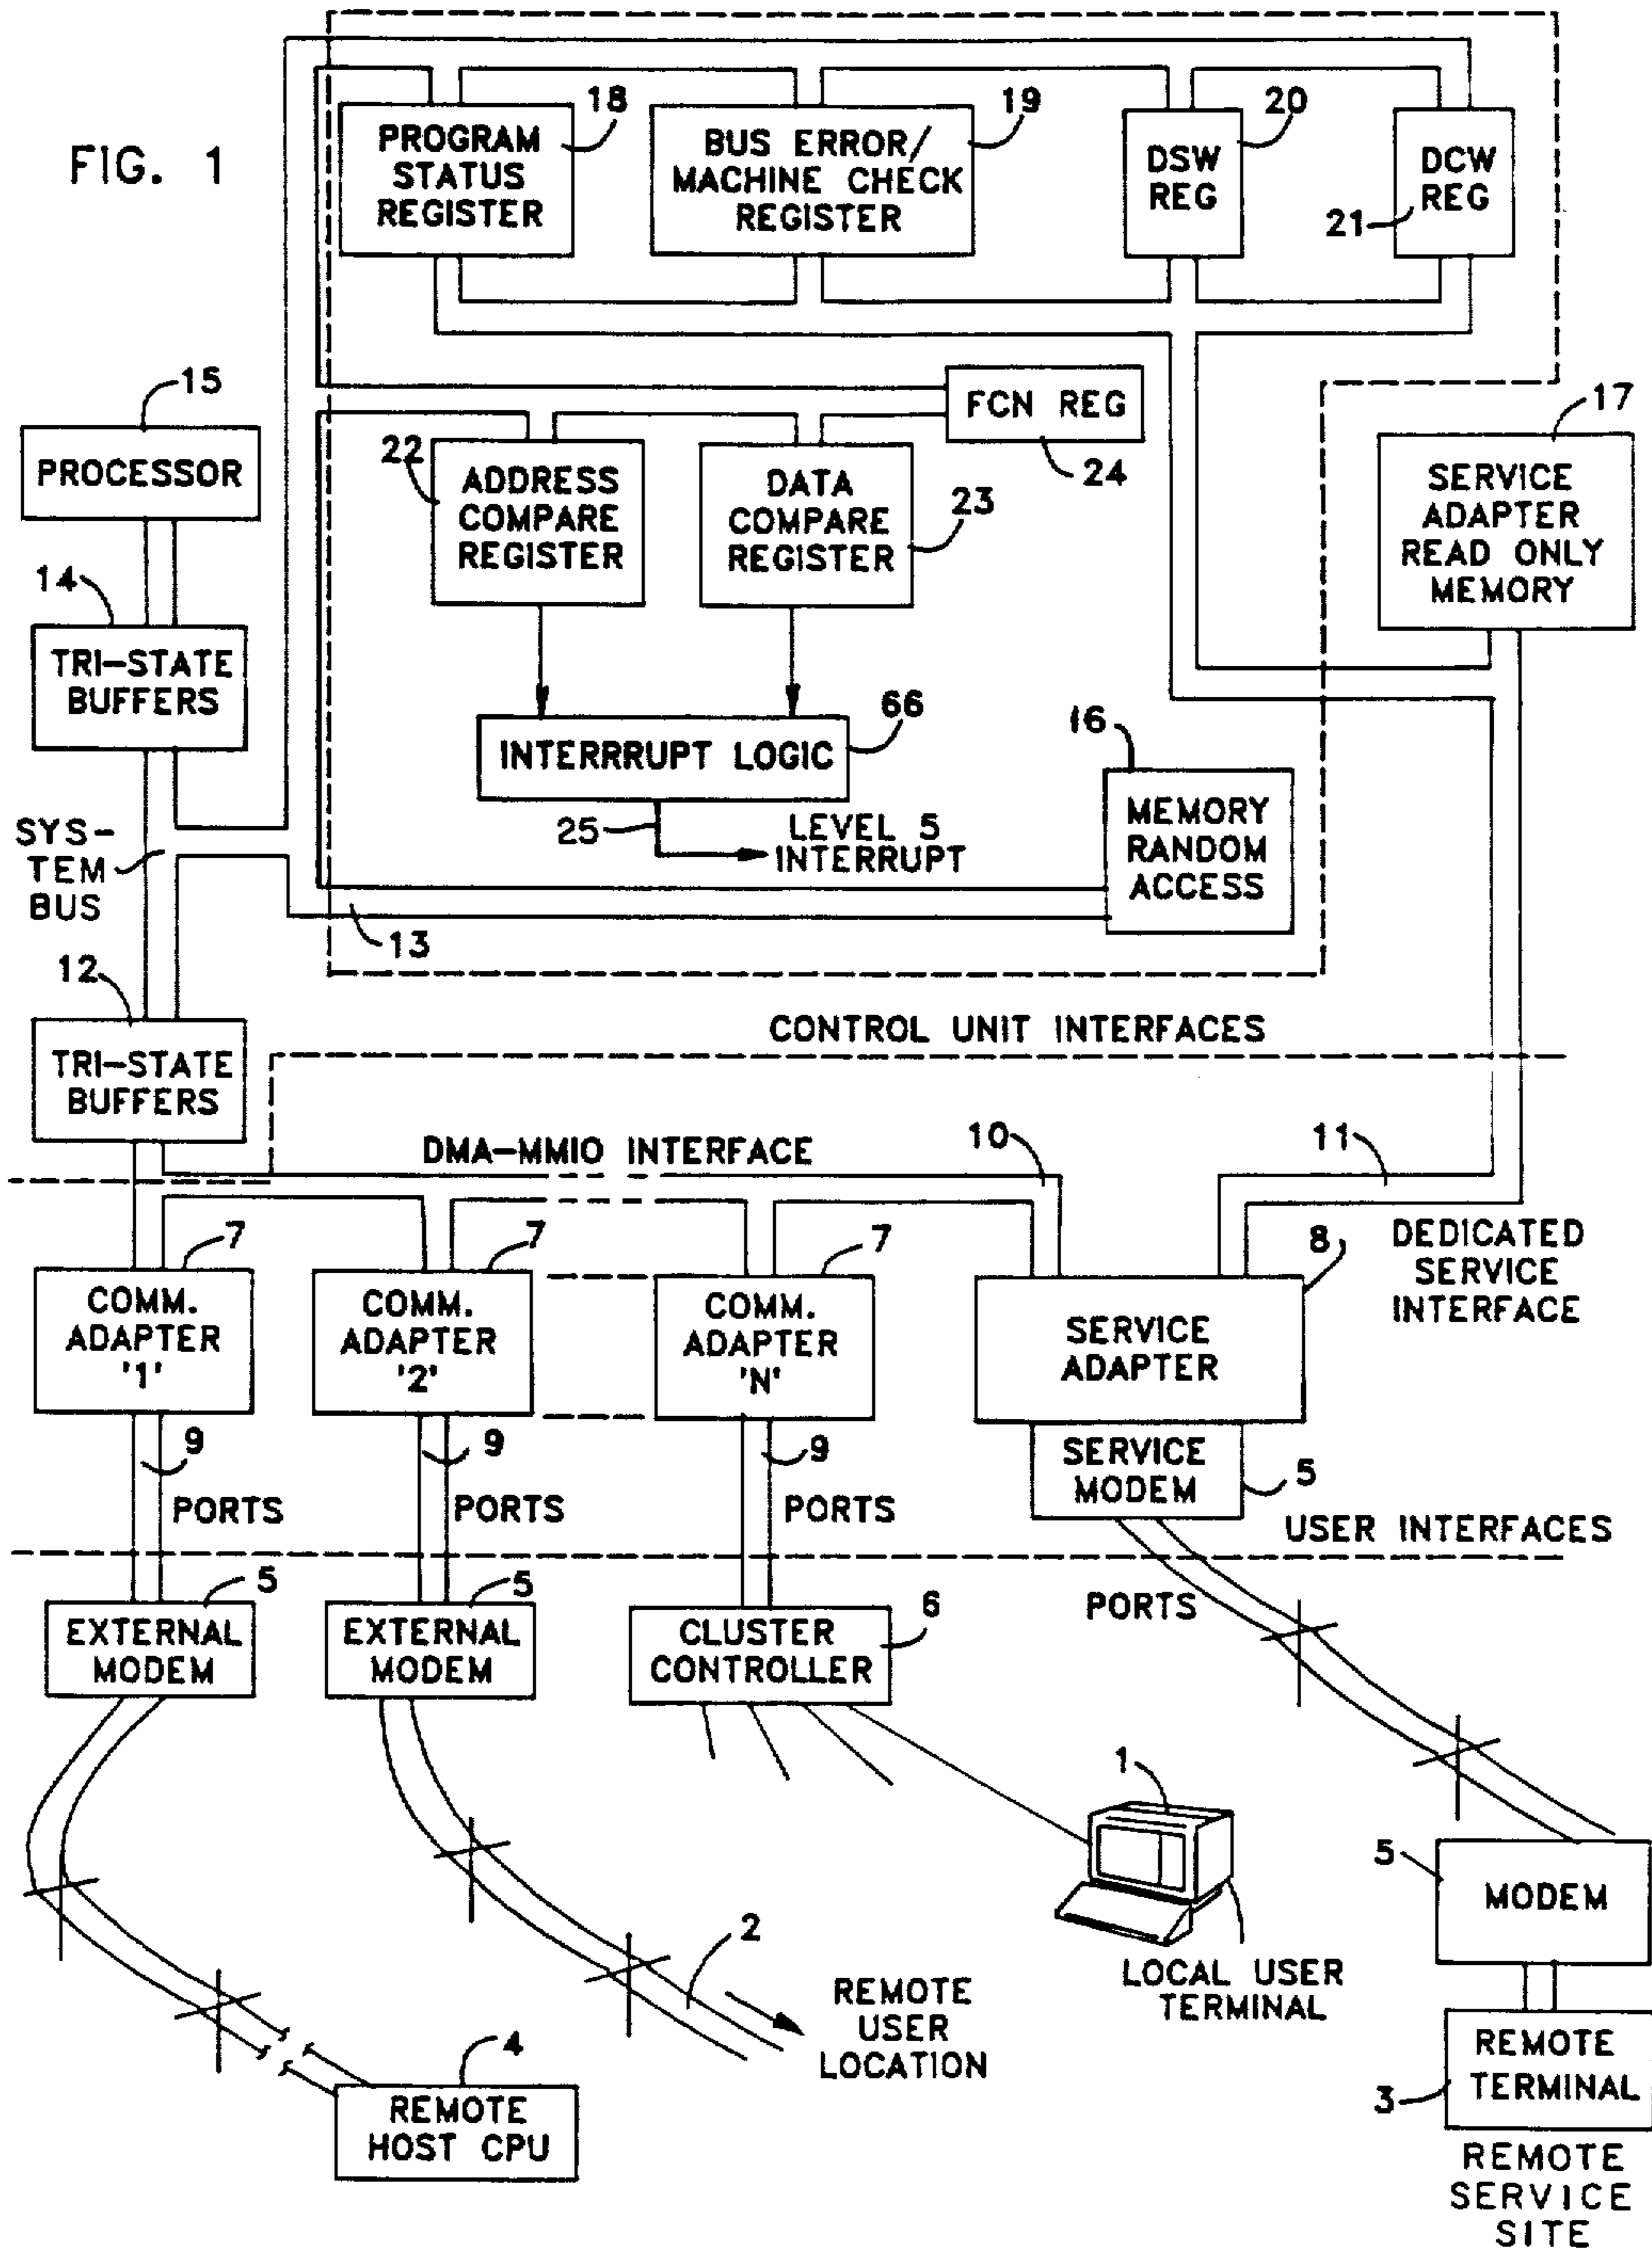 FIG. 1
18
PROGRAM
STATUS
REGISTER
19
BUS ERROR/
MACHINE CHECK
REGISTER
20
DSW
REG
DCW
REG
21
15
PROCESSOR
FCN REG
24
17
SERVICE
ADAPTER
READ ONLY
MEMORY
22
ADDRESS
COMPARE
REGISTER
DATA
COMPARE
REGISTER
23
14
TRI-STATE
BUFFERS
66
INTERRRUPT LOGIC
25
LEVEL 5
INTERRUPT
16
MEMORY
RANDOM
ACCESS
SYS-
TEM
BUS
13
12
TRI-STATE
BUFFERS
CONTROL UNIT INTERFACES
DMA-MMIO INTERFACE
10
11
DEDICATED
SERVICE
INTERFACE
7
COMM.
ADAPTER
'1'
7
COMM.
ADAPTER
'2'
7
COMM.
ADAPTER
'N'
8
SERVICE
ADAPTER
9
PORTS
9
PORTS
9
PORTS
SERVICE
MODEM
5
USER INTERFACES
5
EXTERNAL
MODEM
5
EXTERNAL
MODEM
6
CLUSTER
CONTROLLER
PORTS
1
LOCAL USER
TERMINAL
5
MODEM
2
REMOTE
USER
LOCATION
4
REMOTE
HOST CPU
REMOTE
TERMINAL
3
REMOTE
SERVICE
SITE